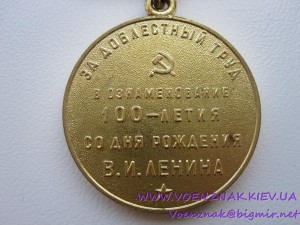 ЗА ДОБЛЕСТНЫЙ ТРУД
В ОЗНАМЕНОВАНИЕ
100-ЛЕТИЯ
СО ДНЯ РОЖДЕНИЯ
В.И.ЛЕНИНА
WWW.VOENZNAK.KIEV.UA
Voenznak@bigmir.net